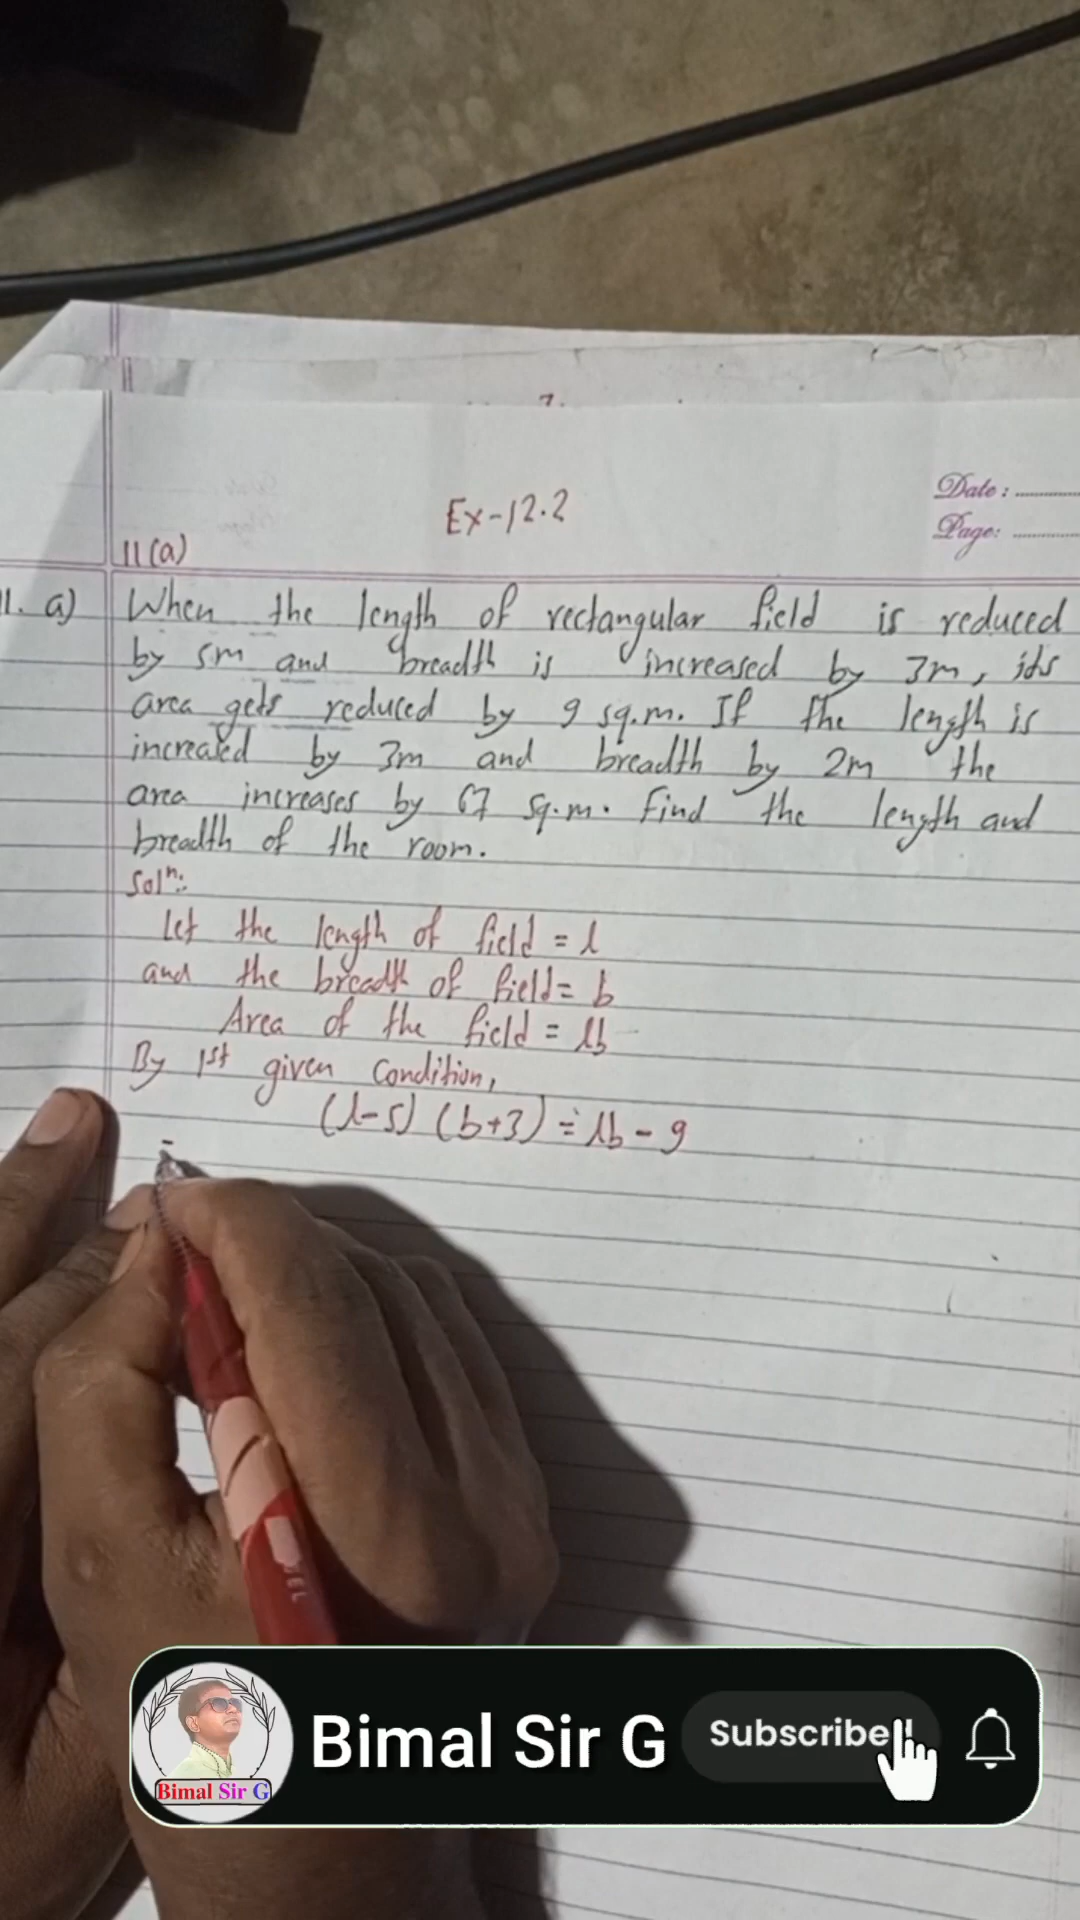 Ex-12.2
Date :
Page:
11(a)
11. a) When the length of rectangular field is reduced
by 5m and breadth is increased by 3m, its
area gets reduced by 9 sq.m. If the length is
increased by 3m and breadth by 2m the
area increases by 67 sq.m. Find the length and
breadth of the room.
Solⁿ:
Let the length of field = l
and the breadth of field = b
Area of the field = lb
By 1st given Condition,
(l-5) (b+3) = lb - 9
Bimal Sir G
Bimal Sir G Subscribe